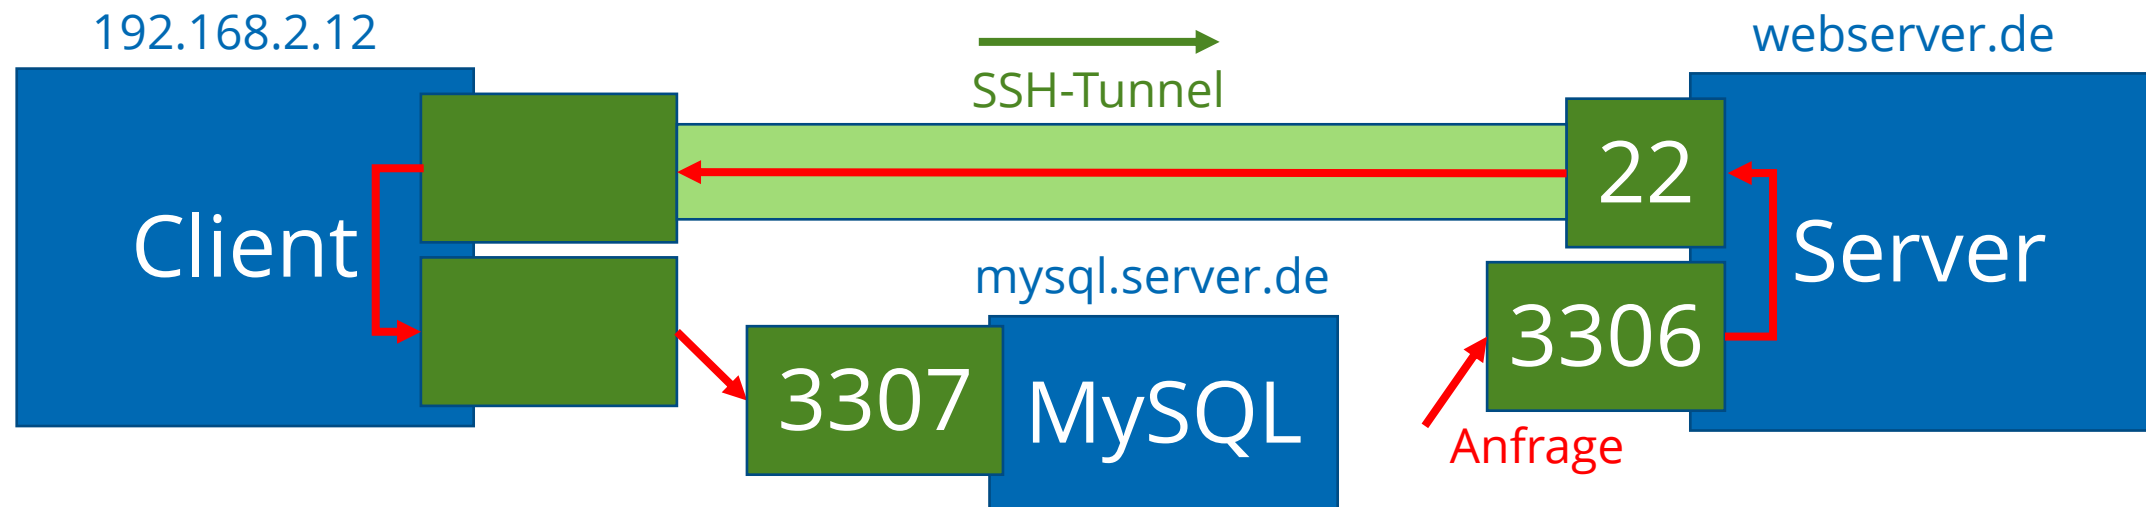 192.168.2.12
webserver.de
SSH-Tunnel
22
Client
Server
mysql.server.de
3306
3307
MySQL
Anfrage